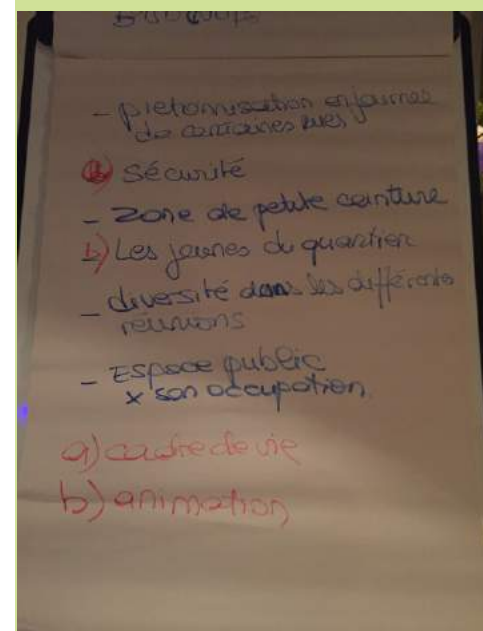 - piétonnisation en journée
de certaines rues
a) Sécurité
- Zone de petite ceinture
b) Les jeunes du quartier
- diversité dans les différents
réunions
- Espace public
x son occupation
a) cadre de vie
b) animation